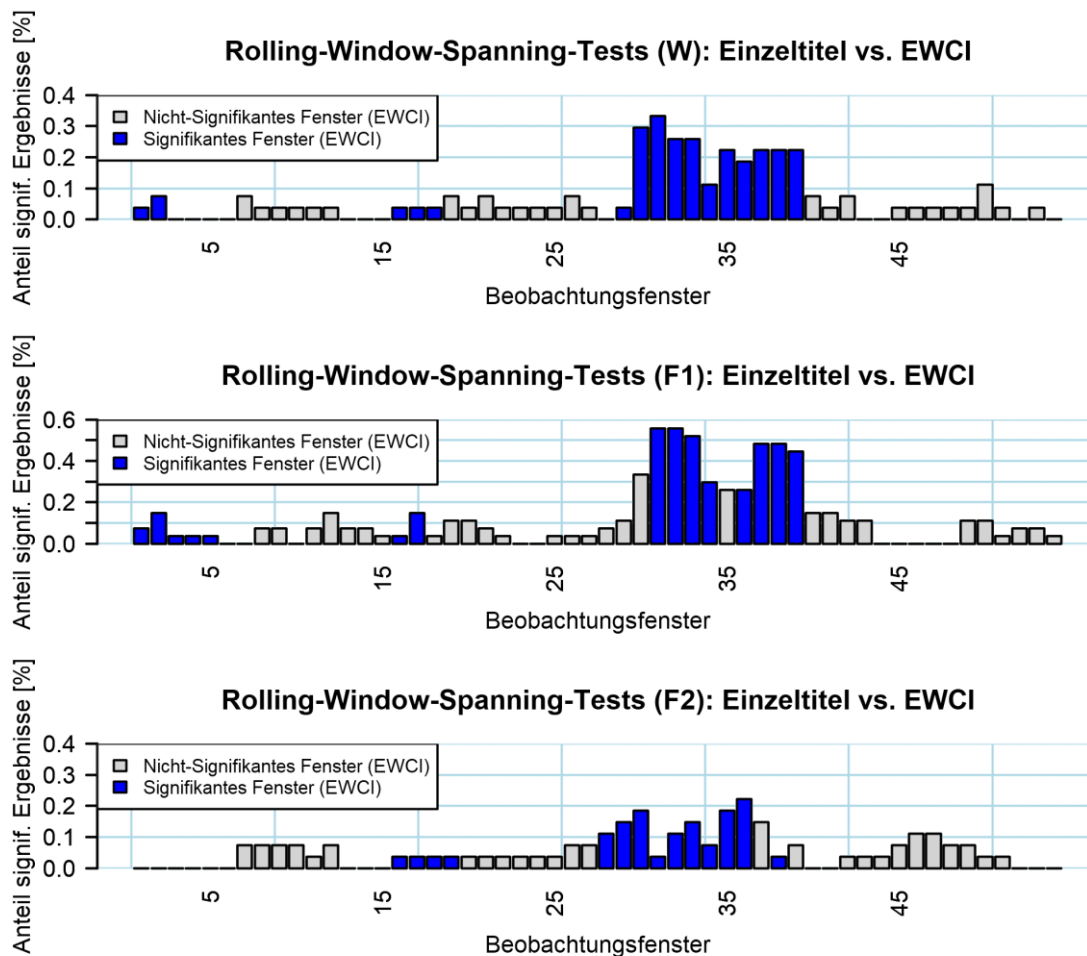 Rolling-Window-Spanning-Tests (W): Einzeltitel vs. EWCI
Anteil signif. Ergebnisse [%]
0.4
0.3
0.2
0.1
0.0
Nicht-Signifikantes Fenster (EWCI)
Signifikantes Fenster (EWCI)
5 15 25 35 45
Beobachtungsfenster
Rolling-Window-Spanning-Tests (F1): Einzeltitel vs. EWCI
Anteil signif. Ergebnisse [%]
0.6
0.4
0.2
0.0
Nicht-Signifikantes Fenster (EWCI)
Signifikantes Fenster (EWCI)
5 15 25 35 45
Beobachtungsfenster
Rolling-Window-Spanning-Tests (F2): Einzeltitel vs. EWCI
Anteil signif. Ergebnisse [%]
0.4
0.3
0.2
0.1
0.0
Nicht-Signifikantes Fenster (EWCI)
Signifikantes Fenster (EWCI)
5 15 25 35 45
Beobachtungsfenster